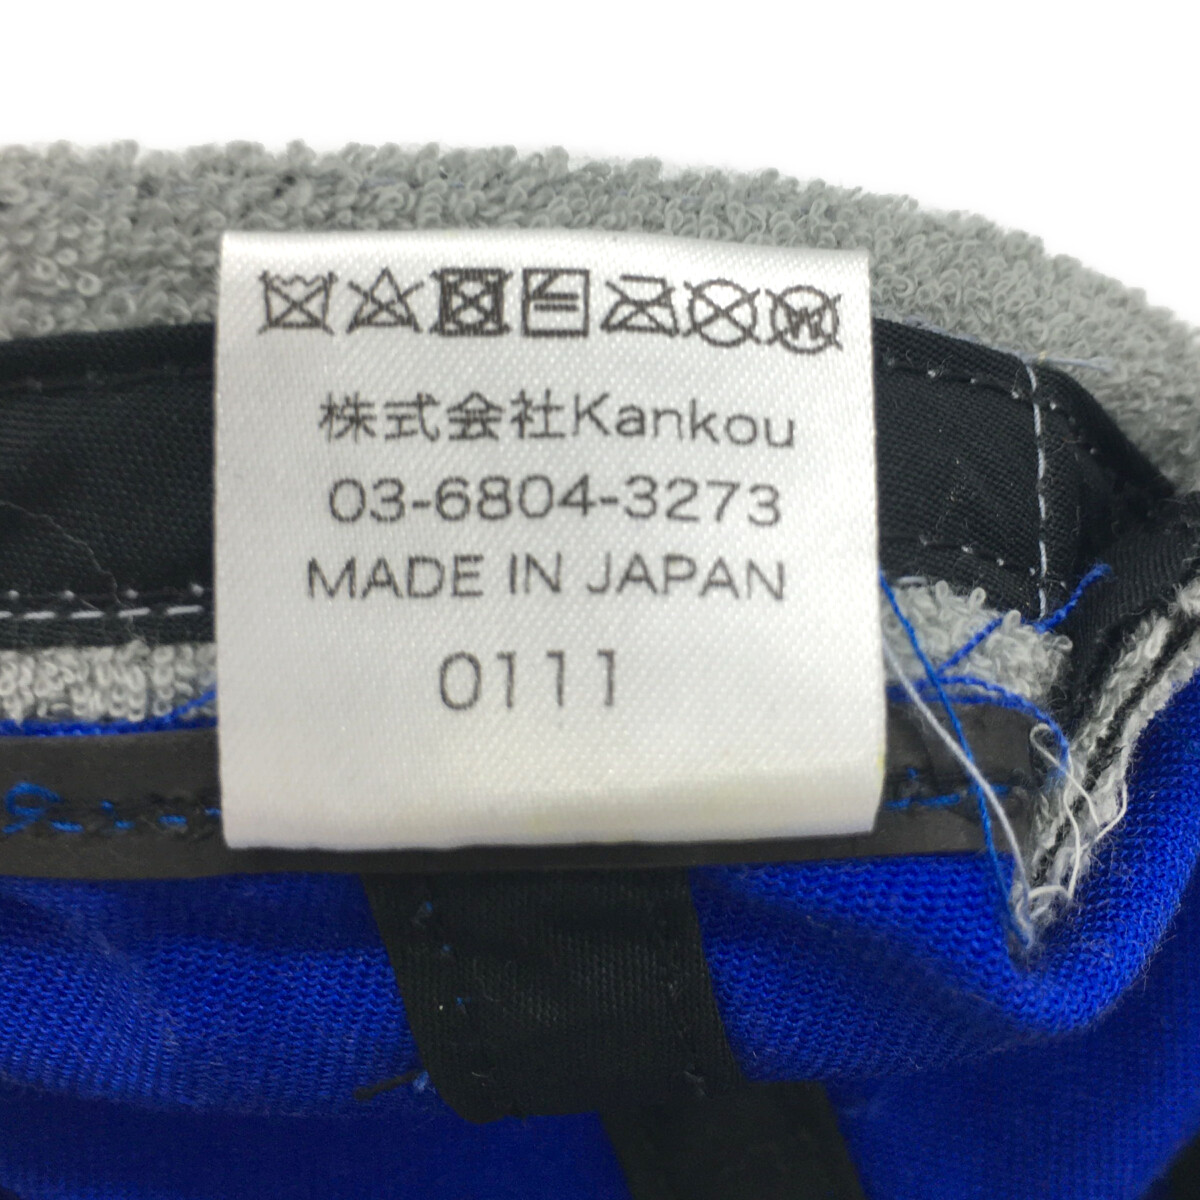 W
株式会社Kankou
03-6804-3273
MADE IN JAPAN
0111